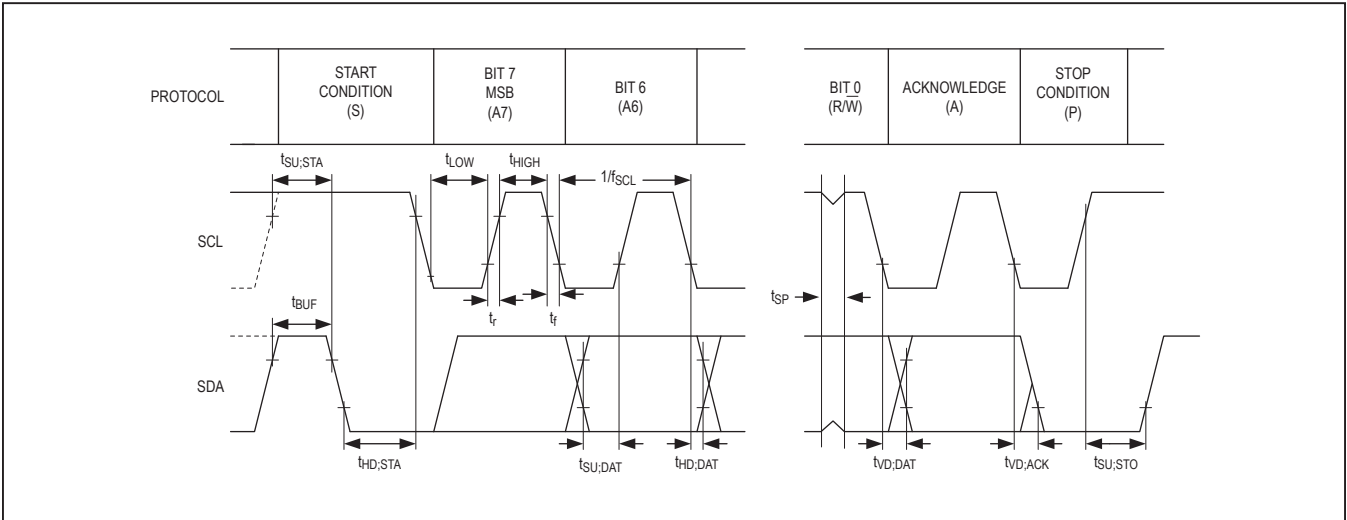 PROTOCOL
START
CONDITION
(S)
BIT 7
MSB
(A7)
BIT 6
(A6)
BIT 0
(R/W̅)
ACKNOWLEDGE
(A)
STOP
CONDITION
(P)
tSU;STA
tLOW
tHIGH
1/fSCL
SCL
tBUF
tr
tf
tSP
SDA
tHD;STA
tSU;DAT
tHD;DAT
tVD;DAT
tVD;ACK
tSU;STO